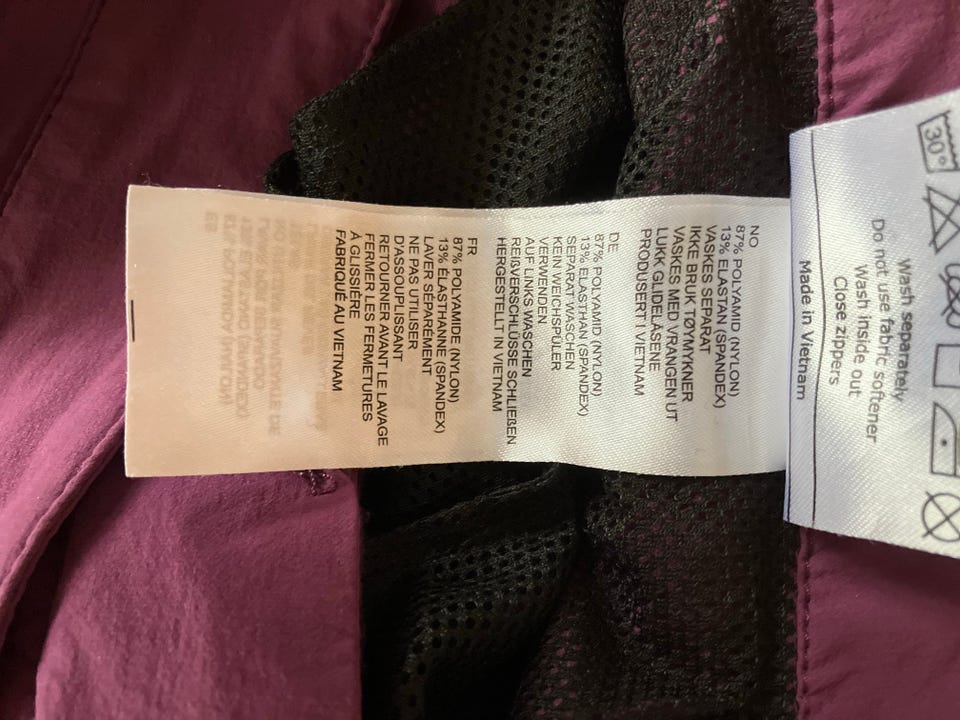 30°
Wash separately
Do not use fabric softener
Wash inside out
Close zippers
Made in Vietnam
NO
87% POLYAMID (NYLON)
13% ELASTAN (SPANDEX)
VASKES SEPARAT
IKKE BRUK TØYMYKNER
VASKES MED VRANGEN UT
LUKK GLIDELÅSENE
PRODUSERT I VIETNAM
DE
87% POLYAMID (NYLON)
13% ELASTHAN (SPANDEX)
SEPARAT WASCHEN
KEIN WEICHSPÜLER
VERWENDEN
AUF LINKS WASCHEN
REIßVERSCHLÜSSE SCHLIEßEN
HERGESTELLT IN VIETNAM
FR
87% POLYAMIDE (NYLON)
13% ÉLASTHANNE (SPANDEX)
LAVER SÉPARÉMENT
NE PAS UTILISER
D'ASSOUPLISSANT
RETOURNER AVANT LE LAVAGE
FERMER LES FERMETURES
À GLISSIÈRE
FABRIQUÉ AU VIETNAM